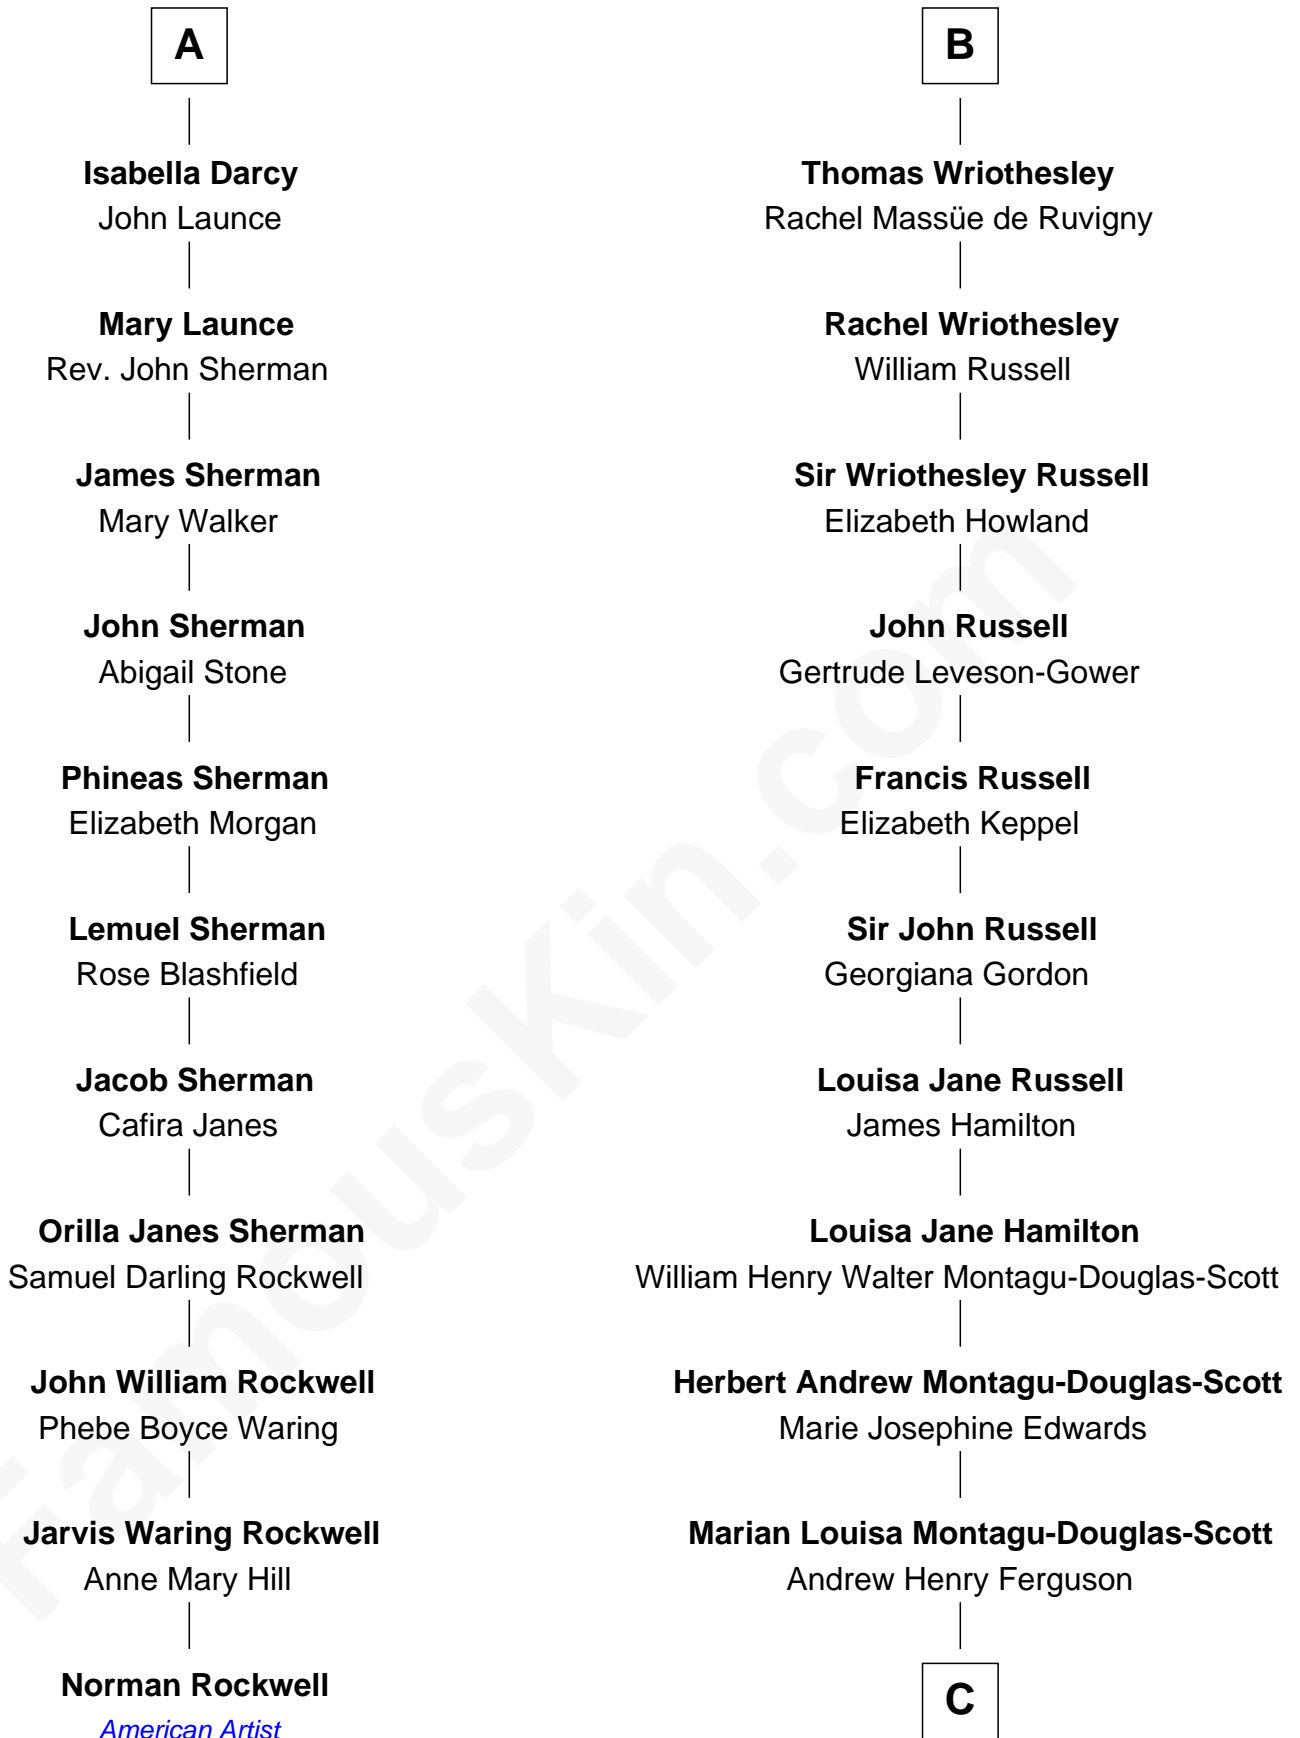 A
Isabella Darcy
John Launce
Mary Launce
Rev. John Sherman
James Sherman
Mary Walker
John Sherman
Abigail Stone
Phineas Sherman
Elizabeth Morgan
Lemuel Sherman
Rose Blashfield
Jacob Sherman
Cafira Janes
Orilla Janes Sherman
Samuel Darling Rockwell
John William Rockwell
Phebe Boyce Waring
Jarvis Waring Rockwell
Anne Mary Hill
Norman Rockwell
American Artist
B
Thomas Wriothesley
Rachel Massüe de Ruvigny
Rachel Wriothesley
William Russell
Sir Wriothesley Russell
Elizabeth Howland
John Russell
Gertrude Leveson-Gower
Francis Russell
Elizabeth Keppel
Sir John Russell
Georgiana Gordon
Louisa Jane Russell
James Hamilton
Louisa Jane Hamilton
William Henry Walter Montagu-Douglas-Scott
Herbert Andrew Montagu-Douglas-Scott
Marie Josephine Edwards
Marian Louisa Montagu-Douglas-Scott
Andrew Henry Ferguson
C
FamousKin.com